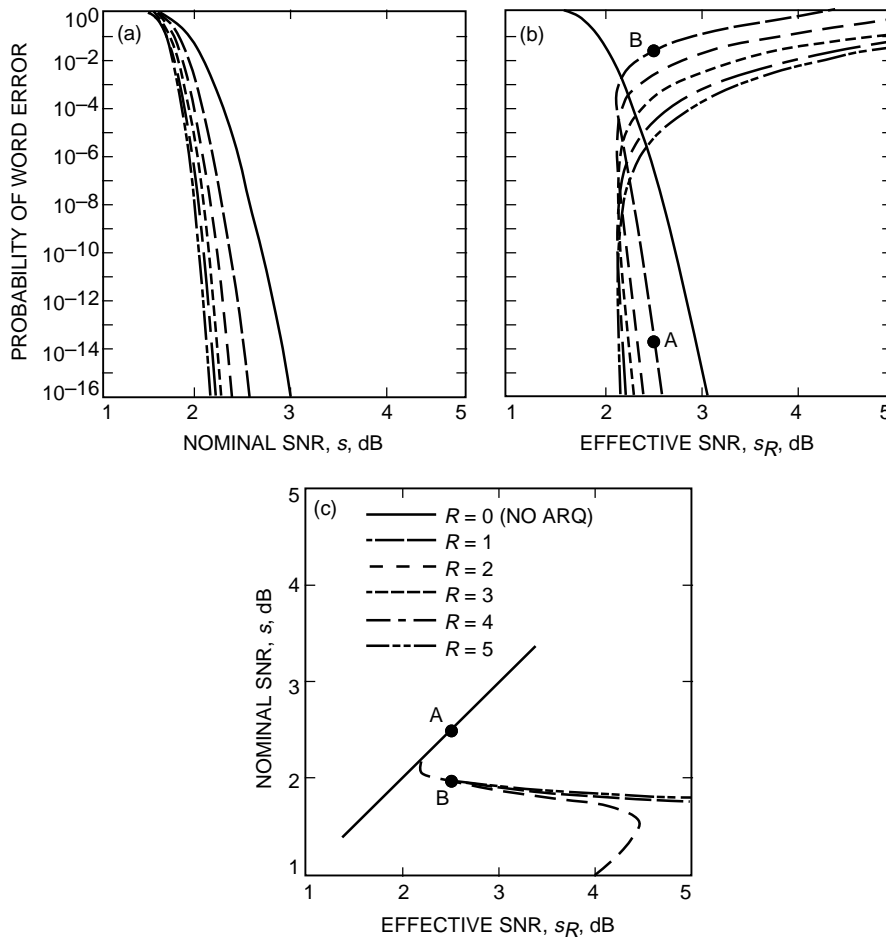 PROBABILITY OF WORD ERROR
10^0
10^–2
10^–4
10^–6
10^–8
10^–10
10^–12
10^–14
10^–16
(a)
1 2 3 4 5
NOMINAL SNR, s, dB
(b)
B
A
1 2 3 4 5
EFFECTIVE SNR, s_R, dB
NOMINAL SNR, s, dB
5
4
3
2
1
(c)
R = 0 (NO ARQ)
R = 1
R = 2
R = 3
R = 4
R = 5
A
B
1 2 3 4 5
EFFECTIVE SNR, s_R, dB